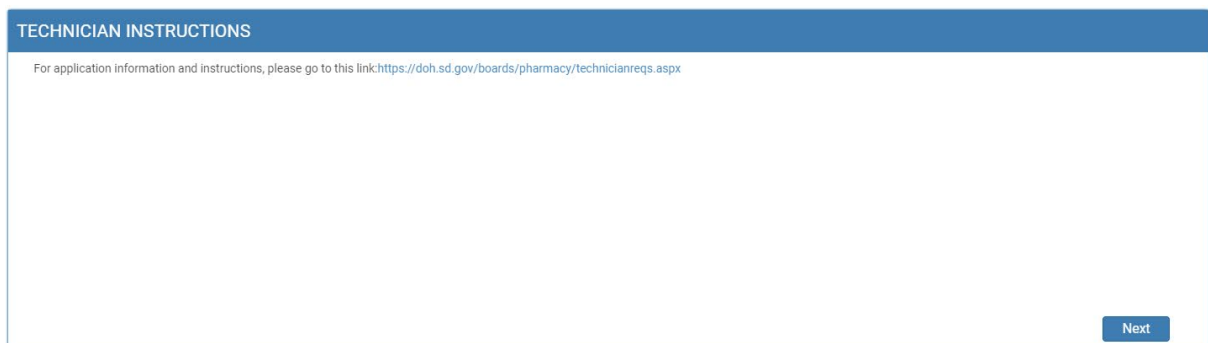 TECHNICIAN INSTRUCTIONS
For application information and instructions, please go to this link:https://doh.sd.gov/boards/pharmacy/technicianreqs.aspx
Next